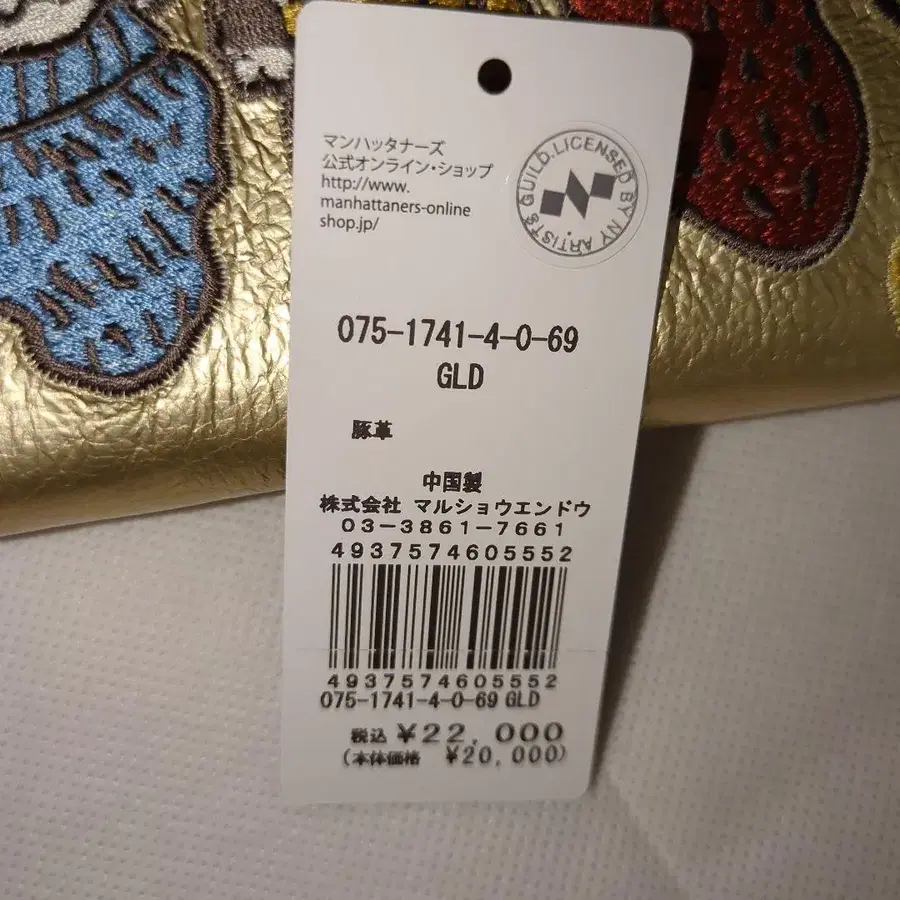 マンハッタナーズ
公式オンライン・ショップ
http://www.
manhattaners-online
shop.jp/
GUILD.LICENSED BY NY ARTISTS
075-1741-4-0-69
GLD
豚革
中国製
株式会社 マルショウエンドウ
03-3861-7661
4937574605552
4937574605552
075-1741-4-0-69 GLD
税込 ¥22,000
(本体価格 ¥20,000)